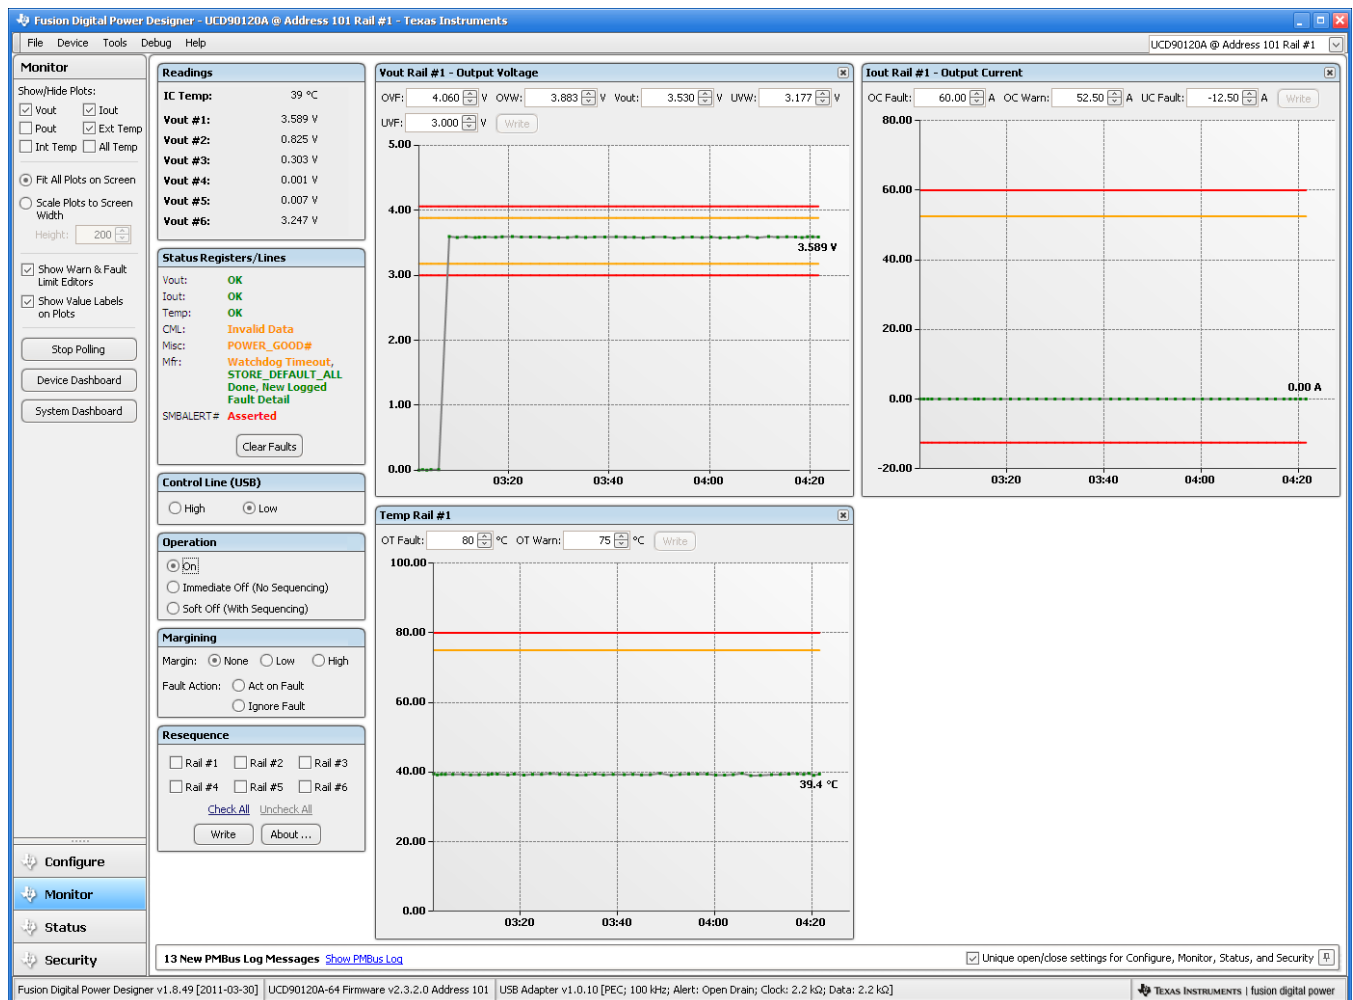 Fusion Digital Power Designer - UCD90120A @ Address 101 Rail #1 - Texas Instruments
File Device Tools Debug Help
UCD90120A @ Address 101 Rail #1
Monitor
Show/Hide Plots:
Vout Iout
Pout Ext Temp
Int Temp All Temp
Fit All Plots on Screen
Scale Plots to Screen
Width
Height: 200
Show Warn & Fault
Limit Editors
Show Value Labels
on Plots
Stop Polling
Device Dashboard
System Dashboard
Configure
Monitor
Status
Security
Readings
IC Temp: 39 °C
Vout #1: 3.589 V
Vout #2: 0.825 V
Vout #3: 0.303 V
Vout #4: 0.001 V
Vout #5: 0.007 V
Vout #6: 3.247 V
Status Registers/Lines
Vout: OK
Iout: OK
Temp: OK
CML: Invalid Data
Misc: POWER_GOOD#
Mfr: Watchdog Timeout,
STORE_DEFAULT_ALL
Done, New Logged
Fault Detail
SMBALERT# Asserted
Clear Faults
Control Line (USB)
High Low
Operation
On
Immediate Off (No Sequencing)
Soft Off (With Sequencing)
Margining
Margin: None Low High
Fault Action: Act on Fault
Ignore Fault
Resequence
Rail #1 Rail #2 Rail #3
Rail #4 Rail #5 Rail #6
Check All Uncheck All
Write About ...
Vout Rail #1 - Output Voltage
OVF: 4.060 V OVW: 3.883 V Vout: 3.530 V UVW: 3.177 V
UVF: 3.000 V Write
5.00
4.00
3.589 V
3.00
2.00
1.00
0.00
03:20 03:40 04:00 04:20
Iout Rail #1 - Output Current
OC Fault: 60.00 A OC Warn: 52.50 A UC Fault: -12.50 A Write
80.00
60.00
40.00
20.00
0.00 A
0.00
-20.00
03:20 03:40 04:00 04:20
Temp Rail #1
OT Fault: 80 °C OT Warn: 75 °C Write
100.00
80.00
60.00
40.00
39.4 °C
20.00
0.00
03:20 03:40 04:00 04:20
13 New PMBus Log Messages Show PMBus Log
Unique open/close settings for Configure, Monitor, Status, and Security
Fusion Digital Power Designer v1.8.49 [2011-03-30] UCD90120A-64 Firmware v2.3.2.0 Address 101 USB Adapter v1.0.10 [PEC; 100 kHz; Alert: Open Drain; Clock: 2.2 kΩ; Data: 2.2 kΩ] TEXAS INSTRUMENTS | fusion digital power